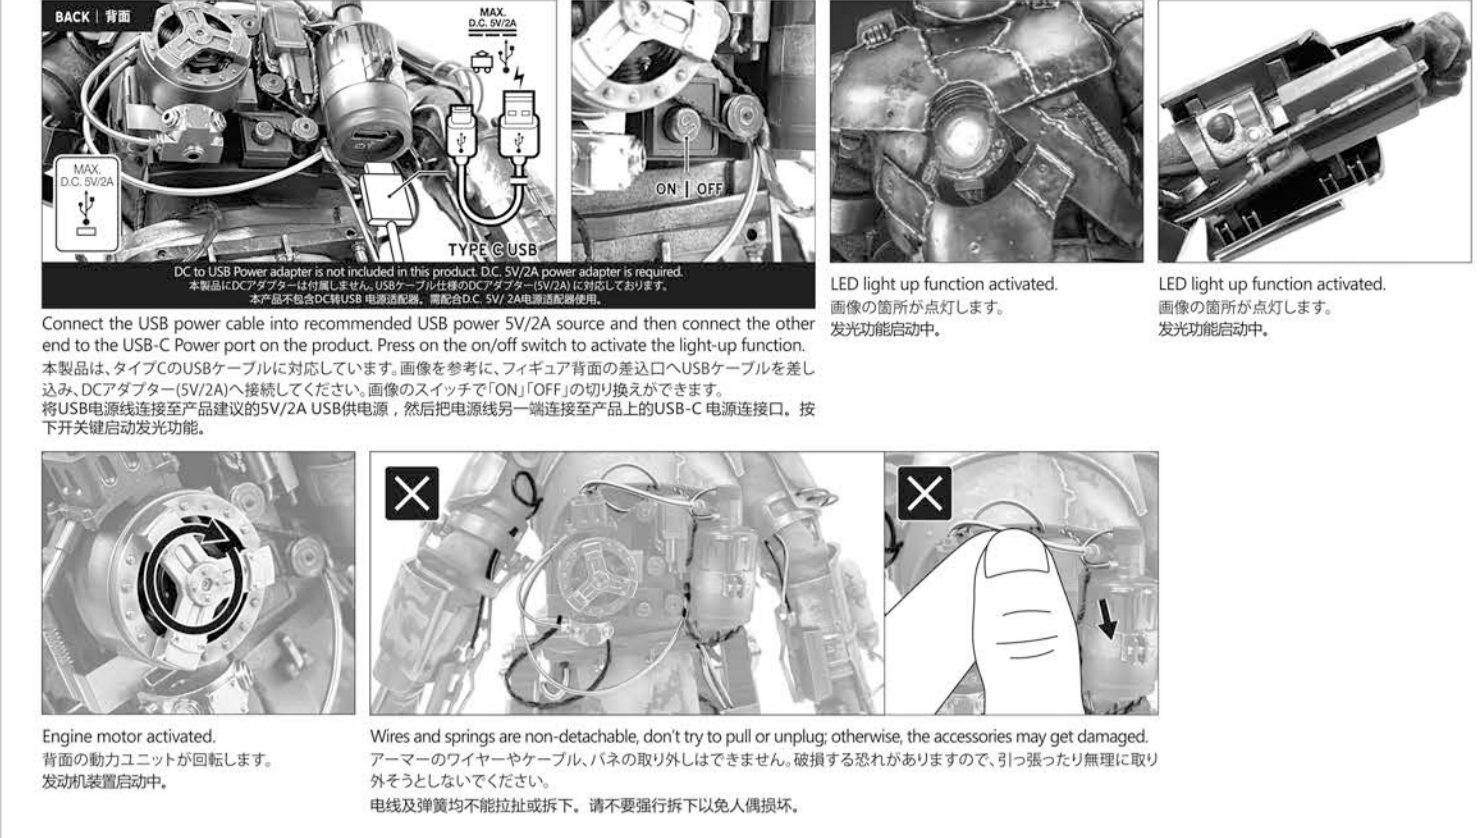 BACK | 背面
MAX.
D.C. 5V/2A
MAX.
D.C. 5V/2A
TYPE C USB
ON | OFF
DC to USB Power adapter is not included in this product. D.C. 5V/2A power adapter is required.
本製品にDCアダプターは付属しません。USBケーブル仕様のDCアダプター(5V/2A) に対応しております。
本产品不包含DC转USB 电源适配器。需配合D.C. 5V/ 2A电源适配器使用。
Connect the USB power cable into recommended USB power 5V/2A source and then connect the other
end to the USB-C Power port on the product. Press on the on/off switch to activate the light-up function.
本製品は、タイプCのUSBケーブルに対応しています。画像を参考に、フィギュア背面の差込口へUSBケーブルを差し
込み、DCアダプター(5V/2A)へ接続してください。画像のスイッチで「ON」「OFF」の切り換えができます。
将USB电源线连接至产品建议的5V/2A USB供电源，然后把电源线另一端连接至产品上的USB-C 电源连接口。按
下开关键启动发光功能。
LED light up function activated.
画像の箇所が点灯します。
发光功能启动中。
LED light up function activated.
画像の箇所が点灯します。
发光功能启动中。
Engine motor activated.
背面の動力ユニットが回転します。
发动机装置启动中。
Wires and springs are non-detachable, don't try to pull or unplug; otherwise, the accessories may get damaged.
アーマーのワイヤーやケーブル、バネの取り外しはできません。破損する恐れがありますので、引っ張ったり無理に取り
外そうとしないでください。
电线及弹簧均不能拉扯或拆下。请不要强行拆下以免人偶损坏。